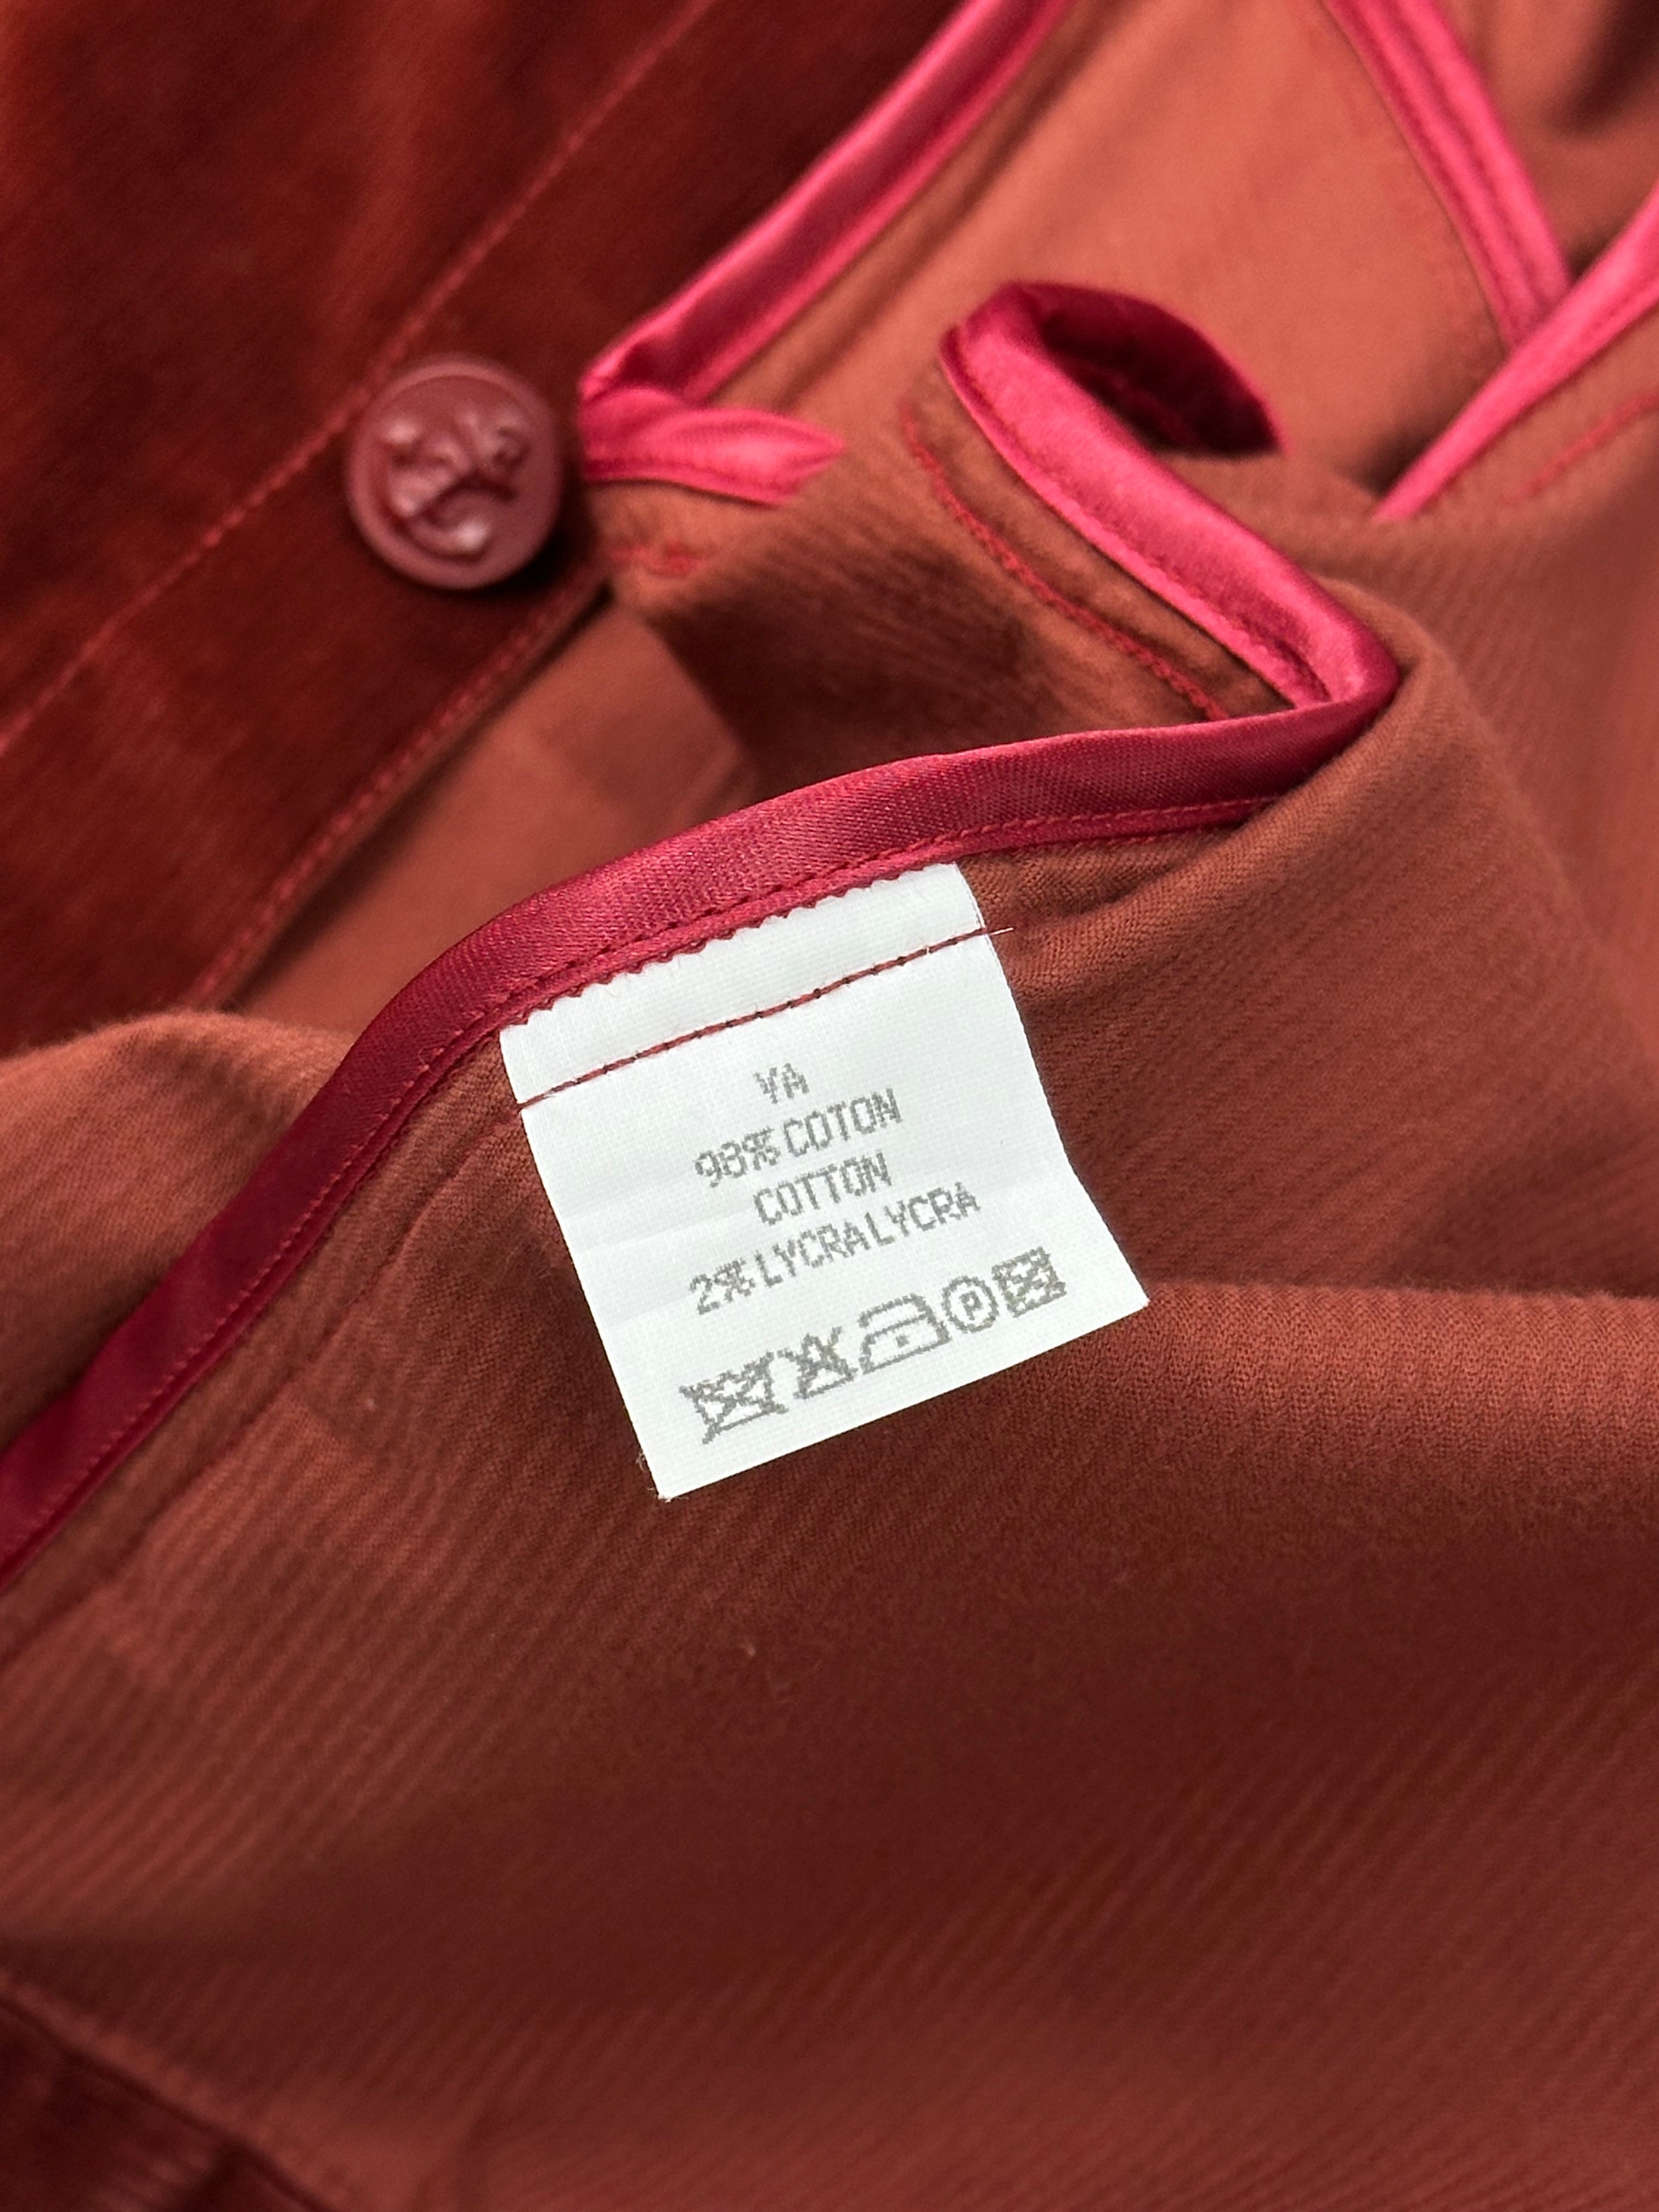 YA
98% COTON
COTTON
2% LYCRA LYCRA
P